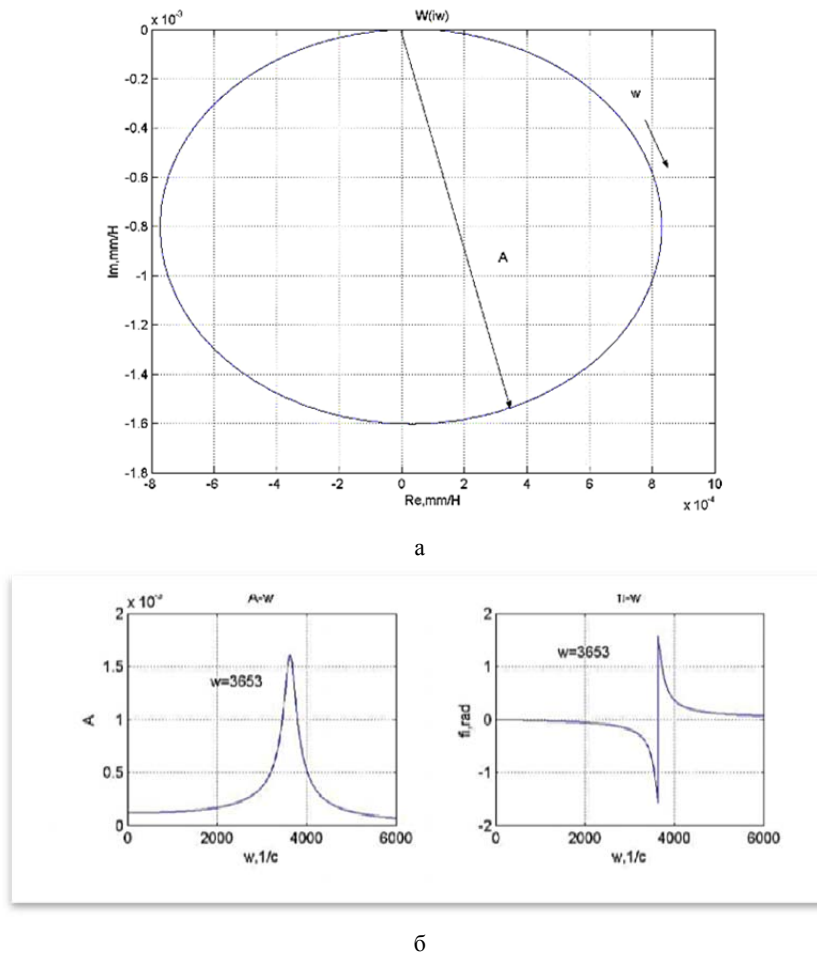 W(iw)
x 10⁻³
0
-0.2
-0.4
-0.6
-0.8
-1
-1.2
-1.4
-1.6
-1.8
Im,mm/H
w
A
-8 -6 -4 -2 0 2 4 6 8 10
Re,mm/H
x 10⁻⁴
а
2
1.5
1
0.5
0
A
w=3653
0 2000 4000 6000
w,1/c
2
1
0
-1
-2
fi,rad
w=3653
0 2000 4000 6000
w,1/c
б